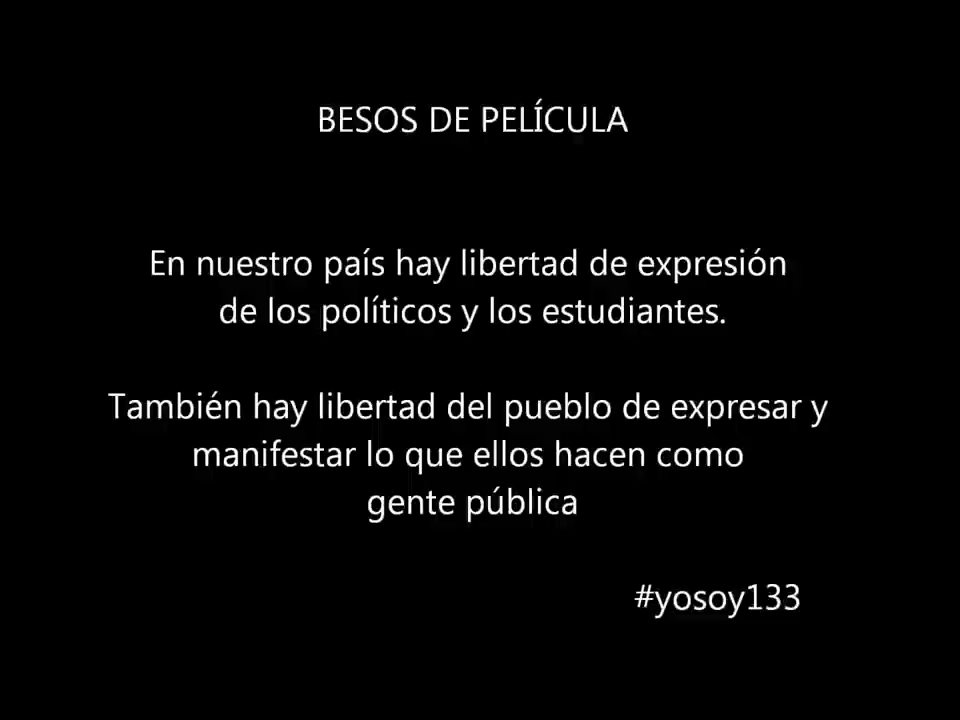 BESOS DE PELÍCULA
En nuestro país hay libertad de expresión
de los políticos y los estudiantes.
También hay libertad del pueblo de expresar y
manifestar lo que ellos hacen como
gente pública
#yosoy133